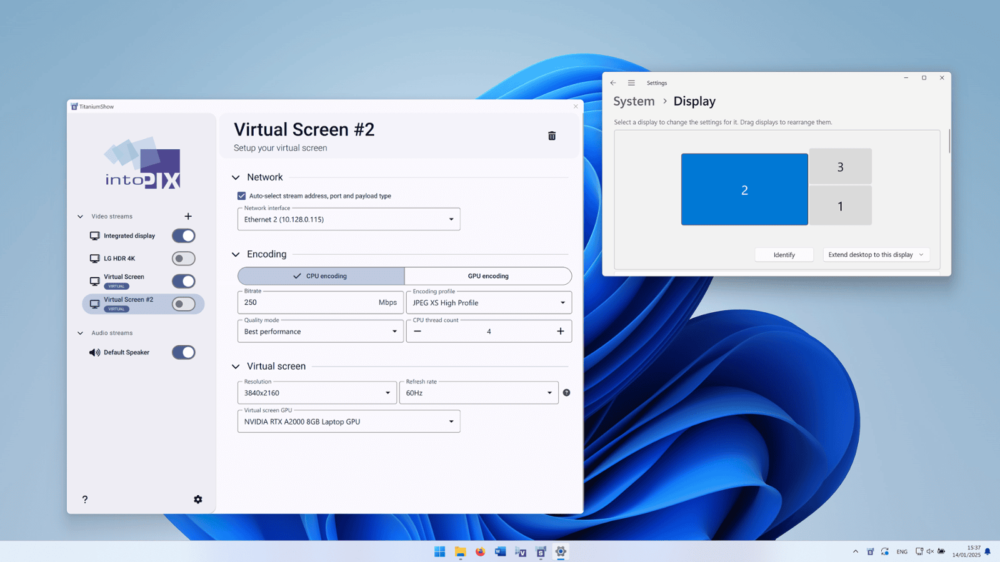 TitaniumShow
intoPIX
Video streams
Integrated display
LG HDR 4K
Virtual Screen
VIRTUAL
Virtual Screen #2
VIRTUAL
Audio streams
Default Speaker
?
Virtual Screen #2
Setup your virtual screen
Network
Auto-select stream address, port and payload type
Network interface
Ethernet 2 (10.128.0.115)
Encoding
CPU encoding
GPU encoding
Bitrate
250 Mbps
Encoding profile
JPEG XS High Profile
Quality mode
Best performance
CPU thread count
4
Virtual screen
Resolution
3840x2160
Refresh rate
60Hz
?
Virtual screen GPU
NVIDIA RTX A2000 8GB Laptop GPU
Settings
System > Display
Select a display to change the settings for it. Drag displays to rearrange them.
2
3
1
Identify
Extend desktop to this display
ENG
15:37
14/01/2025